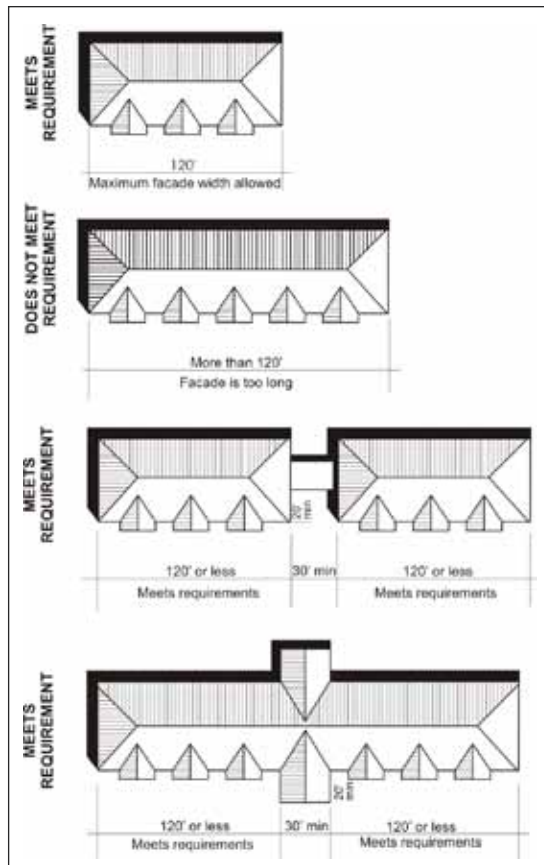 MEETS
REQUIREMENT
120'
Maximum facade width allowed
DOES NOT MEET
REQUIREMENT
More than 120'
Facade is too long
MEETS
REQUIREMENT
20'
min
120' or less
30' min
120' or less
Meets requirements
Meets requirements
MEETS
REQUIREMENT
20'
min
120' or less
30' min
120' or less
Meets requirements
Meets requirements